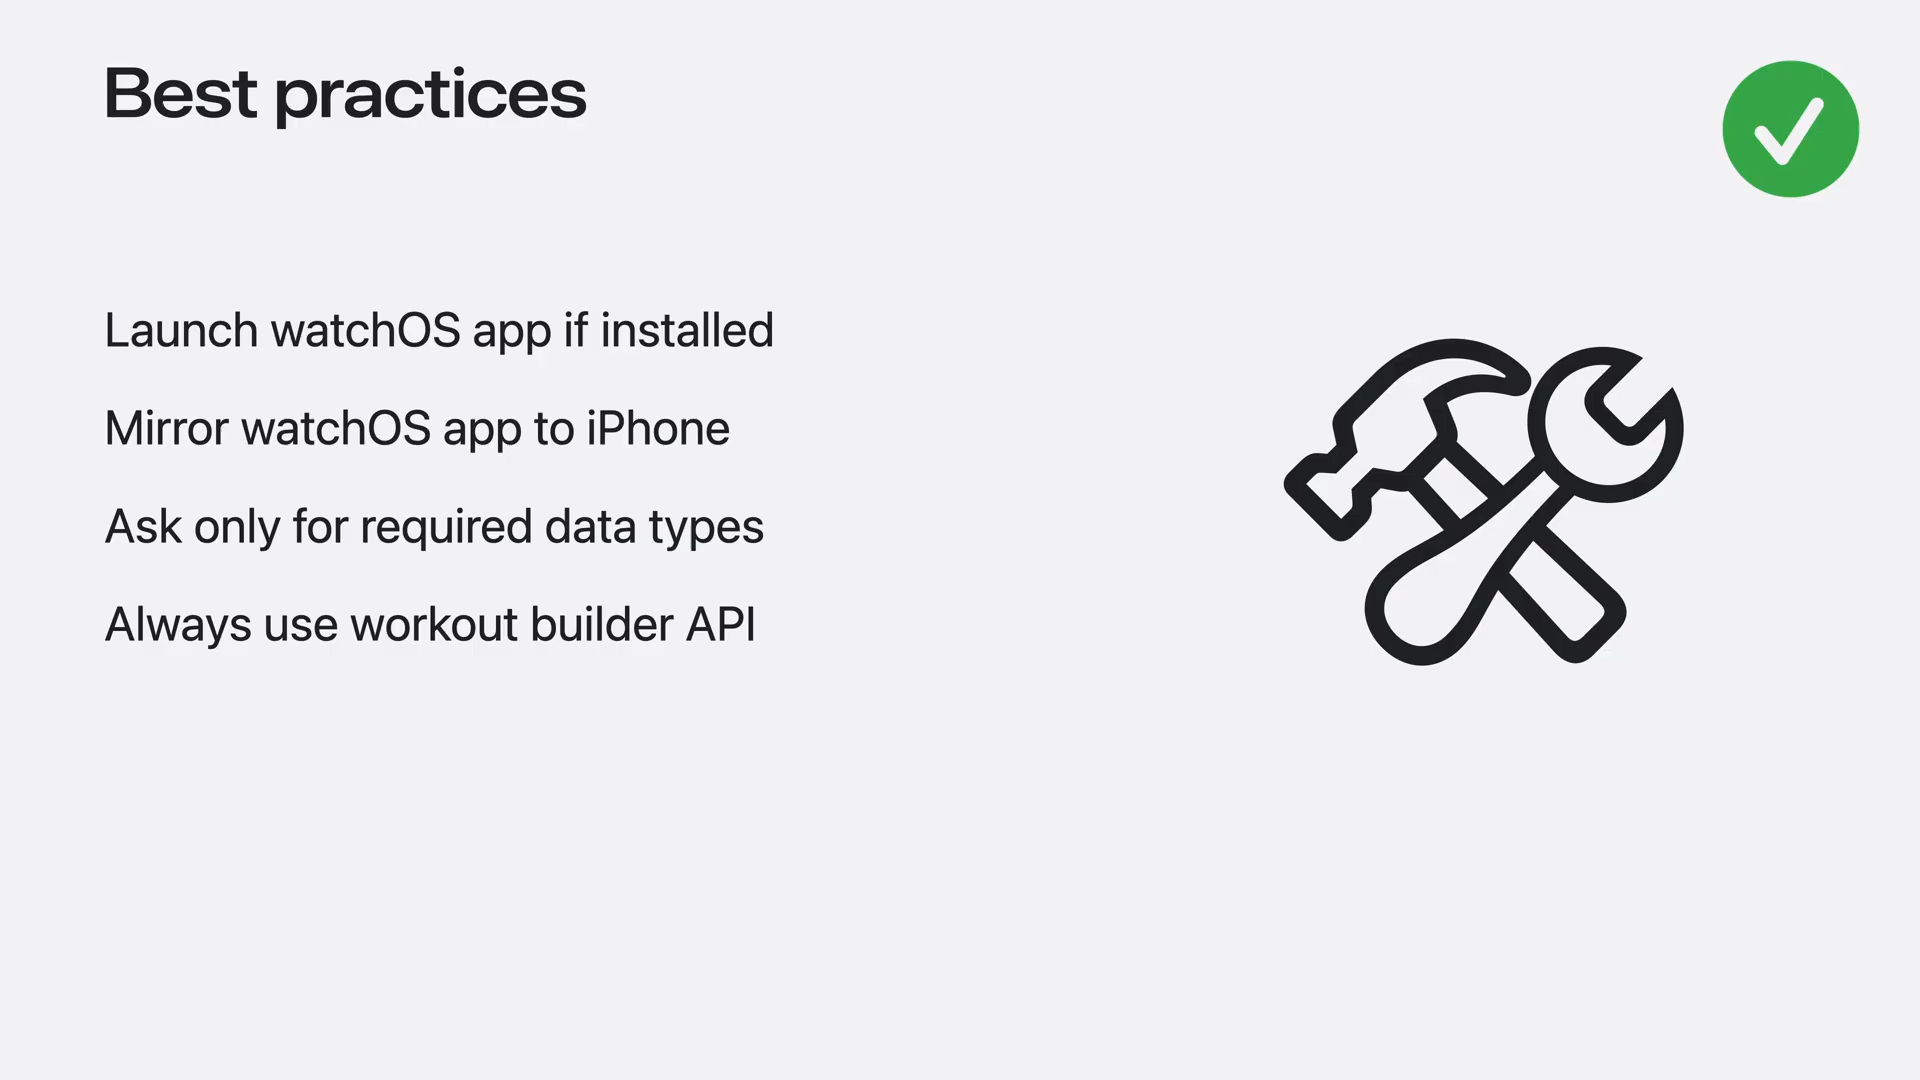 Best practices
Launch watchOS app if installed
Mirror watchOS app to iPhone
Ask only for required data types
Always use workout builder API